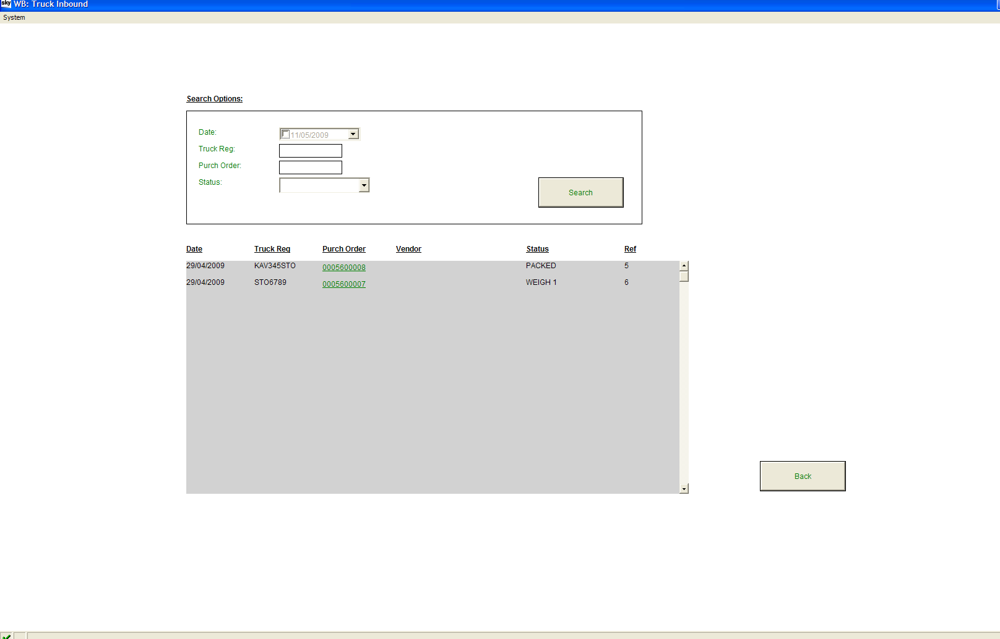 sky WB: Truck Inbound
System
Search Options:
Date: 11/05/2009
Truck Reg:
Purch Order:
Status:
Search
Date Truck Reg Purch Order Vendor Status Ref
29/04/2009 KAV345STO 0005600008 PACKED 5
29/04/2009 STO6789 0005600007 WEIGH 1 6
Back